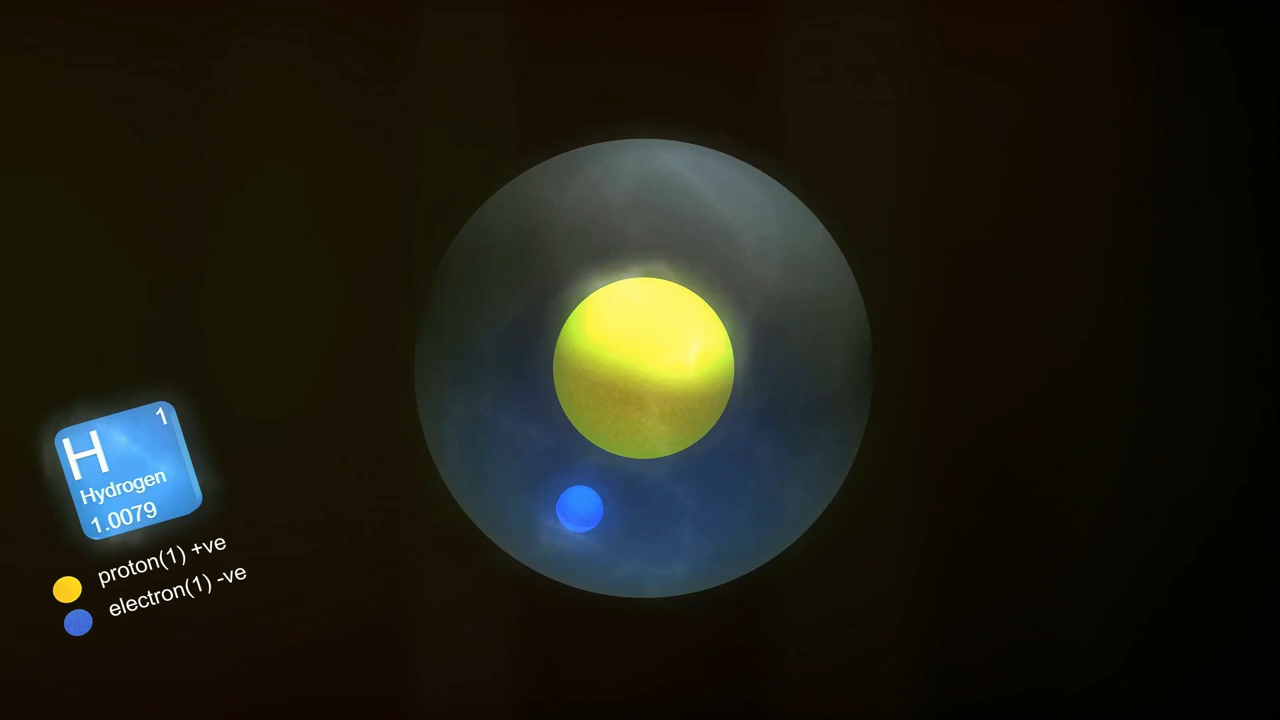 1
H
Hydrogen
1.0079
proton(1) +ve
electron(1) -ve